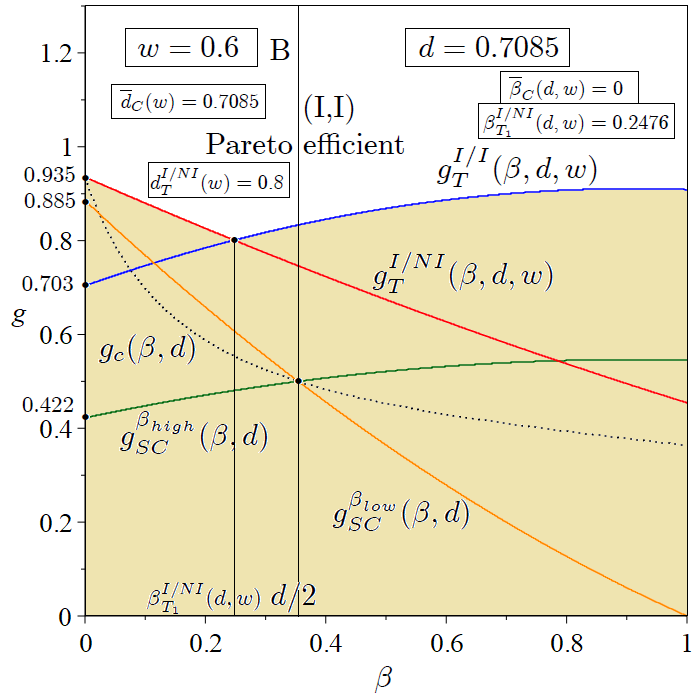 1.2
w = 0.6
B
d = 0.7085
d̅_C(w) = 0.7085
β̅_C(d, w) = 0
(I,I)
β_{T_1}^{I/NI}(d, w) = 0.2476
1
Pareto efficient
g_T^{I/I}(β, d, w)
0.935
d_T^{I/NI}(w) = 0.8
0.885
0.8
g_T^{I/NI}(β, d, w)
0.703
g
0.6
g_c(β, d)
0.422
0.4
g_{SC}^{β_{high}}(β, d)
g_{SC}^{β_{low}}(β, d)
0.2
β_{T_1}^{I/NI}(d, w) d/2
0
0 0.2 0.4 0.6 0.8 1
β